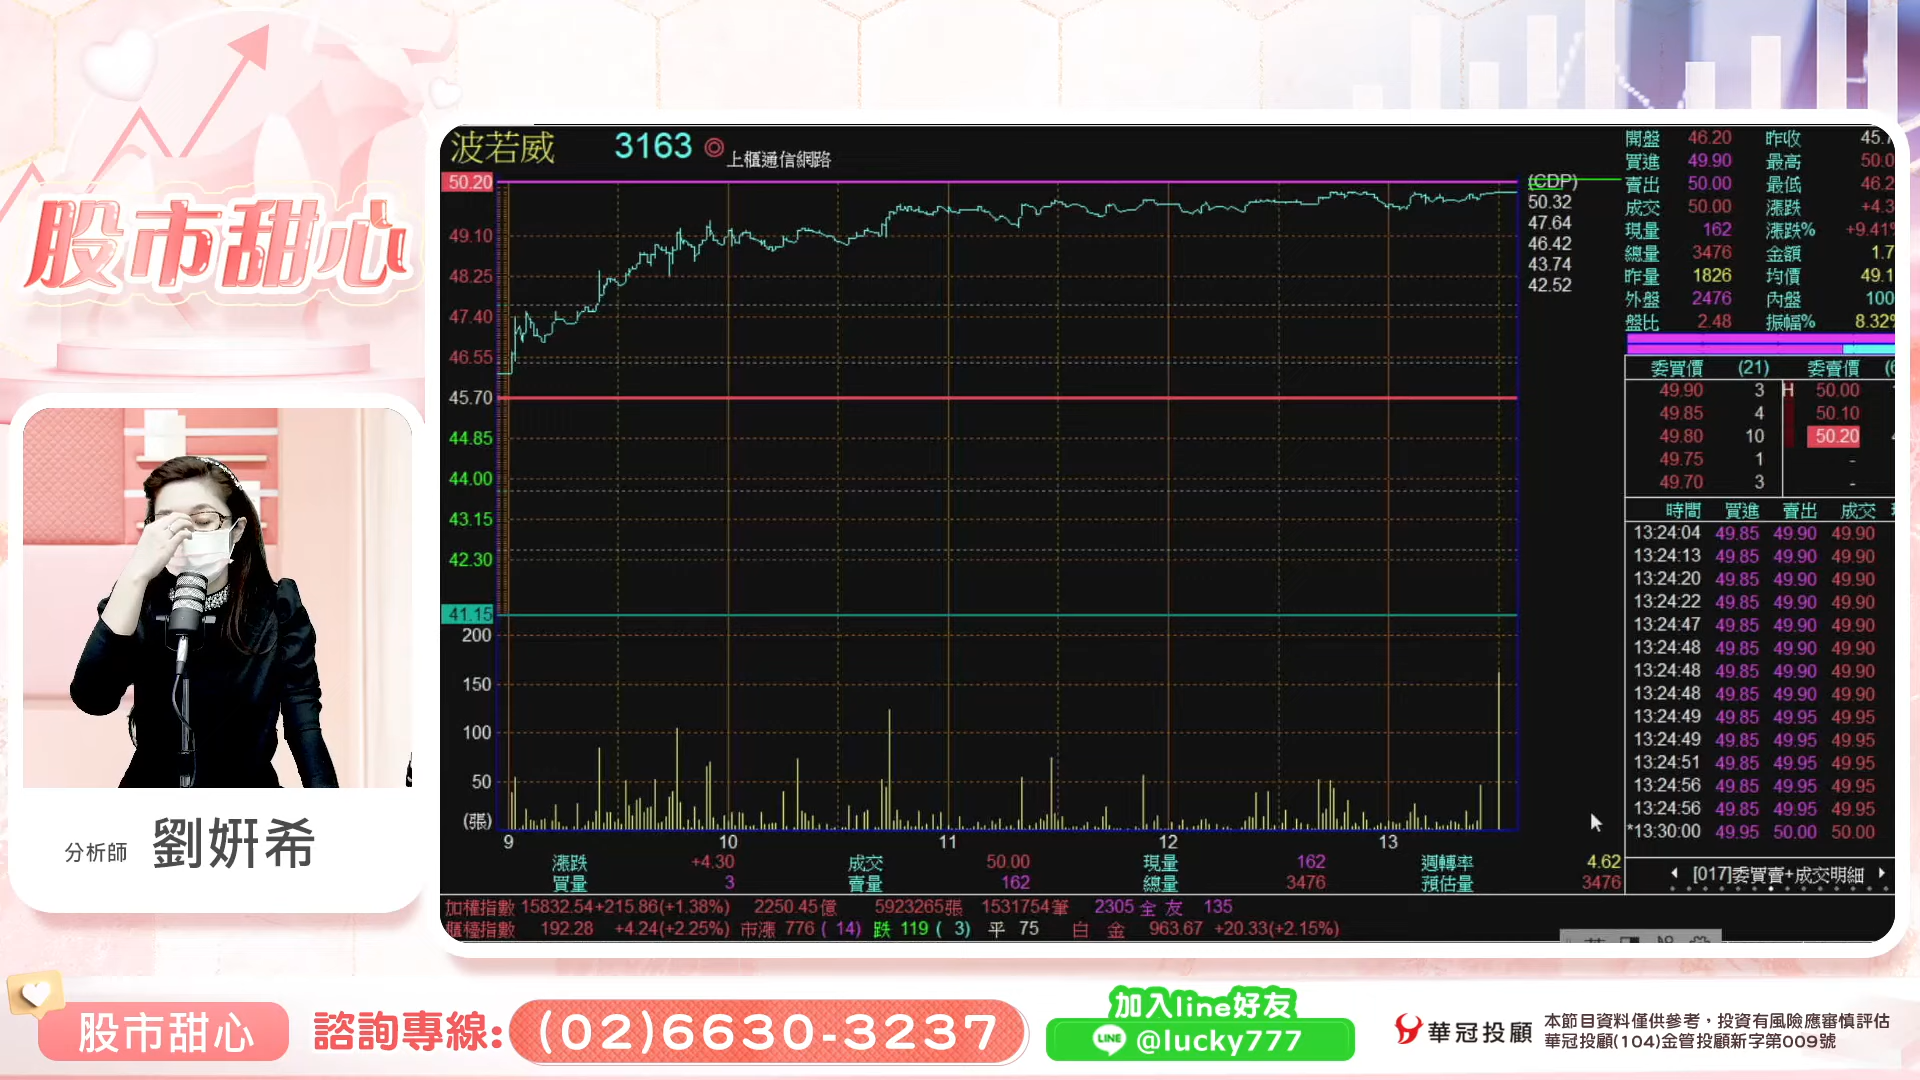 股市甜心
分析師 劉妍希
波若威 3163 ◎ 上櫃通信網路
50.20
49.10
48.25
47.40
46.55
45.70
44.85
44.00
43.15
42.30
41.15
200
150
100
50
(張)
9 10 11 12 13
(CDP)
50.32
47.64
46.42
43.74
42.52
開盤 46.20 昨收 45.7
買進 49.90 最高 50.0
賣出 50.00 最低 46.2
成交 50.00 漲跌 +4.3
現量 162 漲跌% +9.41%
總量 3476 金額 1.7
昨量 1826 均價 49.1
外盤 2476 內盤 100
盤比 2.48 振幅% 8.32%
委買價 (21) 委賣價 (6
49.90 3 H 50.00
49.85 4 50.10
49.80 10 50.20
49.75 1 -
49.70 3 -
時間 買進 賣出 成交
13:24:04 49.85 49.90 49.90
13:24:13 49.85 49.90 49.90
13:24:20 49.85 49.90 49.90
13:24:22 49.85 49.90 49.90
13:24:47 49.85 49.90 49.90
13:24:48 49.85 49.90 49.90
13:24:48 49.85 49.90 49.90
13:24:48 49.85 49.90 49.90
13:24:49 49.85 49.95 49.95
13:24:49 49.85 49.95 49.95
13:24:51 49.85 49.95 49.95
13:24:56 49.85 49.95 49.95
13:24:56 49.85 49.95 49.95
*13:30:00 49.95 50.00 50.00
[017]委買賣+成交明細
漲跌 +4.30 成交 50.00 現量 162 週轉率 4.62
買量 3 賣量 162 總量 3476 預估量 3476
加權指數 15832.54+215.86(+1.38%) 2250.45億 5923265張 1531754筆 2305 全 友 135
櫃檯指數 192.28 +4.24(+2.25%) 市漲 776 ( 14) 跌 119 ( 3) 平 75 白 金 963.67 +20.33(+2.15%)
股市甜心 諮詢專線: (02)6630-3237
加入line好友
LINE @lucky777
華冠投顧
本節目資料僅供參考，投資有風險應審慎評估
華冠投顧(104)金管投顧新字第009號